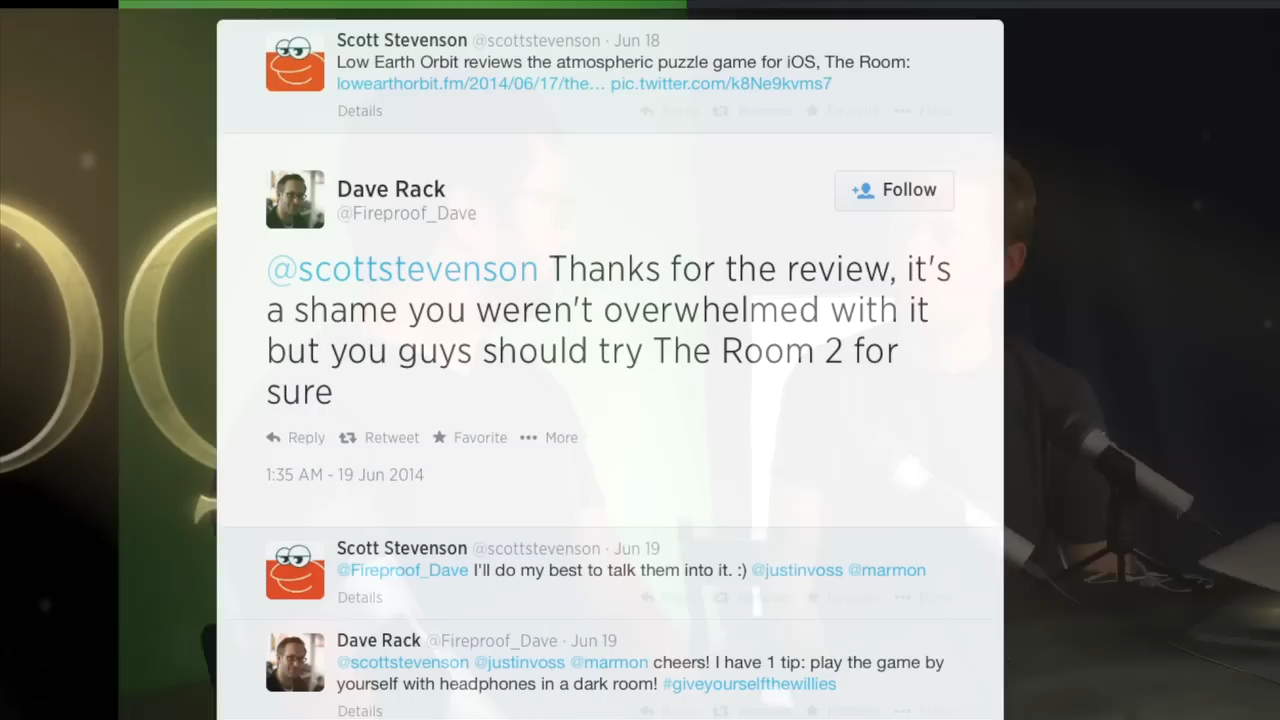 Scott Stevenson @scottstevenson · Jun 18
Low Earth Orbit reviews the atmospheric puzzle game for iOS, The Room:
lowearthorbit.fm/2014/06/17/the… pic.twitter.com/k8Ne9kvms7
Details
Dave Rack
@Fireproof_Dave
Follow
@scottstevenson Thanks for the review, it's
a shame you weren't overwhelmed with it
but you guys should try The Room 2 for
sure
Reply Retweet Favorite ••• More
1:35 AM - 19 Jun 2014
Scott Stevenson @scottstevenson · Jun 19
@Fireproof_Dave I'll do my best to talk them into it. :) @justinvoss @marmon
Details
Dave Rack @Fireproof_Dave · Jun 19
@scottstevenson @justinvoss @marmon cheers! I have 1 tip: play the game by
yourself with headphones in a dark room! #giveyourselfthewillies
Details